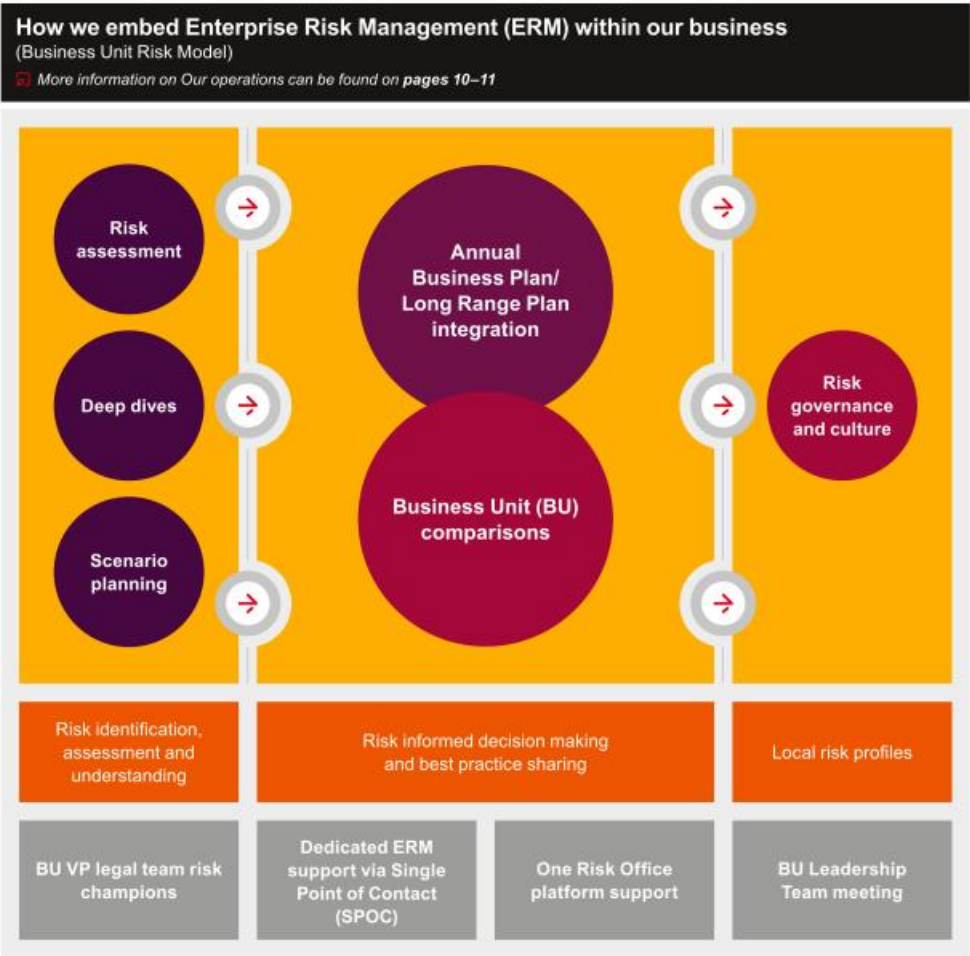 How we embed Enterprise Risk Management (ERM) within our business
(Business Unit Risk Model)
More information on Our operations can be found on pages 10–11
Risk
assessment
Deep dives
Scenario
planning
Annual
Business Plan/
Long Range Plan
integration
Business Unit (BU)
comparisons
Risk
governance
and culture
Risk identification,
assessment and
understanding
Risk informed decision making
and best practice sharing
Local risk profiles
BU VP legal team risk
champions
Dedicated ERM
support via Single
Point of Contact
(SPOC)
One Risk Office
platform support
BU Leadership
Team meeting